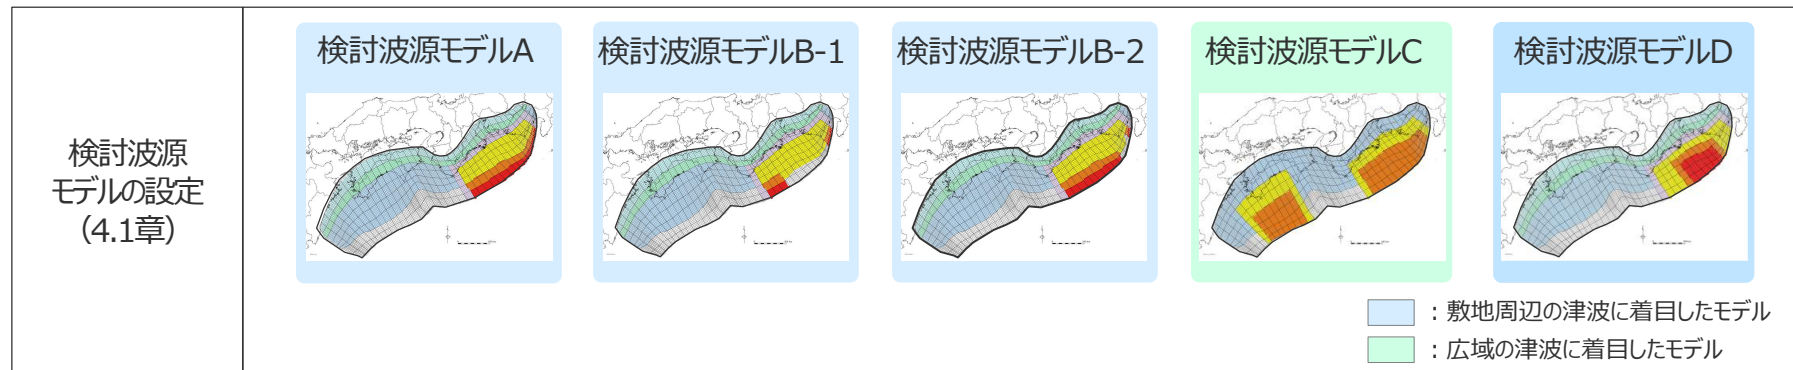 検討波源
モデルの設定
（4.1章）
検討波源モデルA
検討波源モデルB-1
検討波源モデルB-2
検討波源モデルC
検討波源モデルD
：敷地周辺の津波に着目したモデル
：広域の津波に着目したモデル